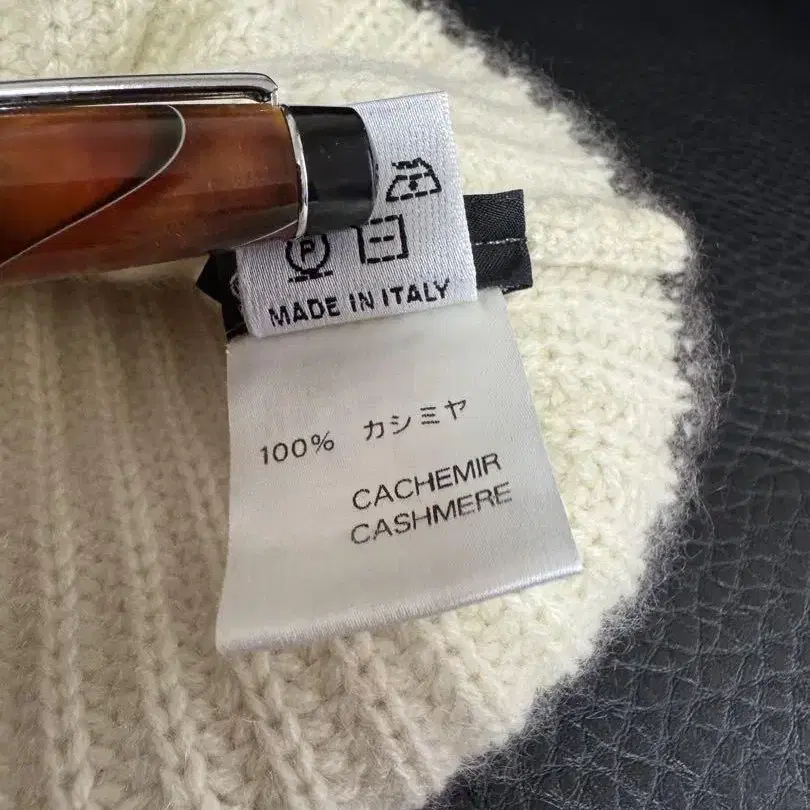 P
MADE IN ITALY
100% カシミヤ
CACHEMIR
CASHMERE